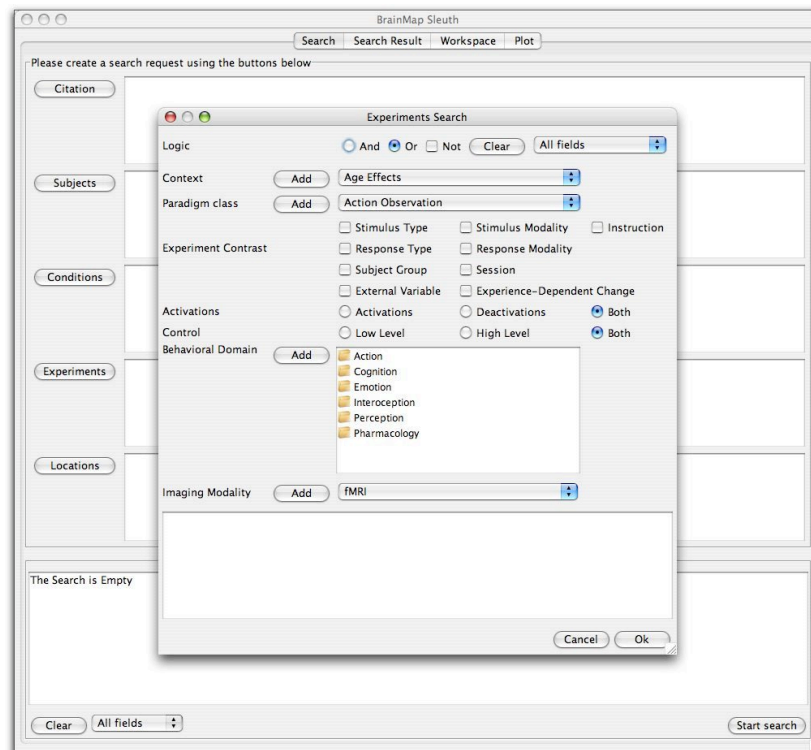 BrainMap Sleuth
Search Search Result Workspace Plot
Please create a search request using the buttons below
Citation
Subjects
Conditions
Experiments
Locations
Experiments Search
Logic And Or Not Clear All fields
Context Add Age Effects
Paradigm class Add Action Observation
Stimulus Type Stimulus Modality Instruction
Experiment Contrast Response Type Response Modality
Subject Group Session
External Variable Experience-Dependent Change
Activations Activations Deactivations Both
Control Low Level High Level Both
Behavioral Domain Add Action
Cognition
Emotion
Interoception
Perception
Pharmacology
Imaging Modality Add fMRI
Cancel Ok
The Search is Empty
Clear All fields Start search